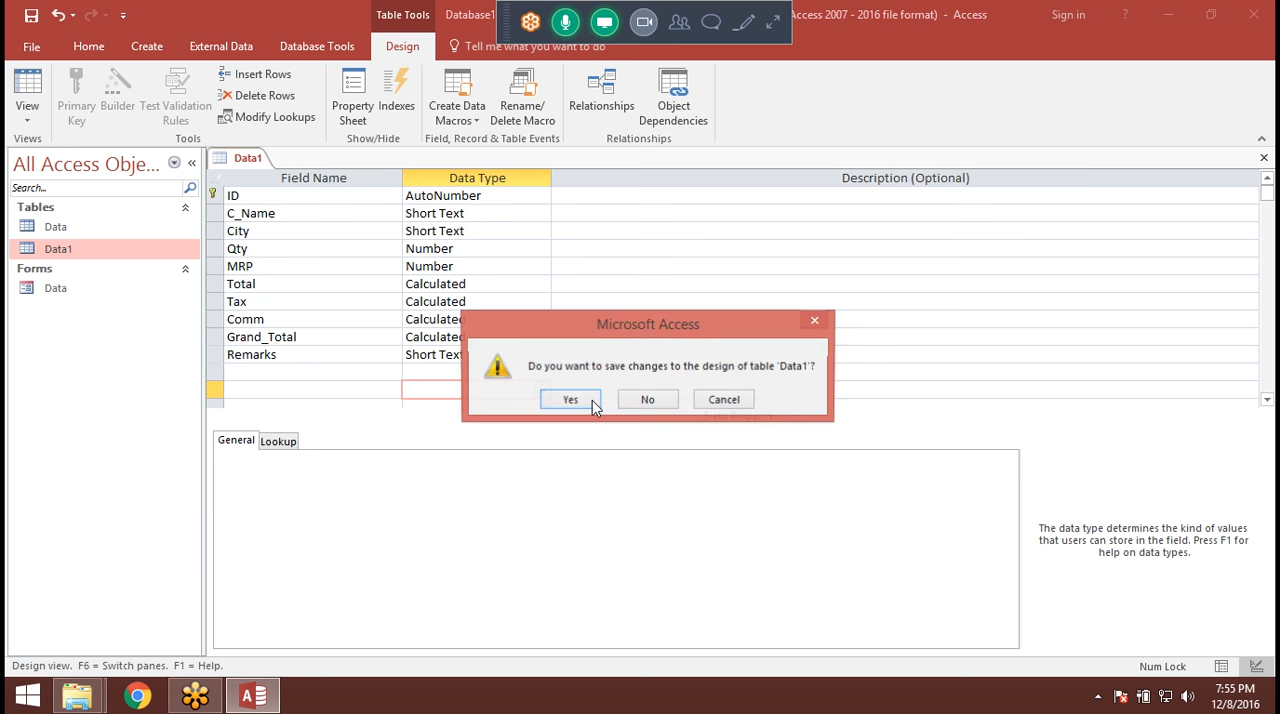 Table Tools
Database1
Access 2007 - 2016 file format) - Access
Sign in
?
File
Home
Create
External Data
Database Tools
Design
Tell me what you want to do
View
Primary Key
Builder
Test Validation Rules
Insert Rows
Delete Rows
Modify Lookups
Property Sheet
Indexes
Create Data Macros
Rename/ Delete Macro
Relationships
Object Dependencies
Views
Tools
Show/Hide
Field, Record & Table Events
Relationships
All Access Obje...
Search...
Tables
Data
Data1
Forms
Data
Data1
Field Name
Data Type
Description (Optional)
ID
AutoNumber
C_Name
Short Text
City
Short Text
Qty
Number
MRP
Number
Total
Calculated
Tax
Calculated
Comm
Calculated
Grand_Total
Calculated
Remarks
Short Text
Microsoft Access
Do you want to save changes to the design of table 'Data1'?
Yes
No
Cancel
General
Lookup
The data type determines the kind of values
that users can store in the field. Press F1 for
help on data types.
Design view. F6 = Switch panes. F1 = Help.
Num Lock
7:55 PM
12/8/2016